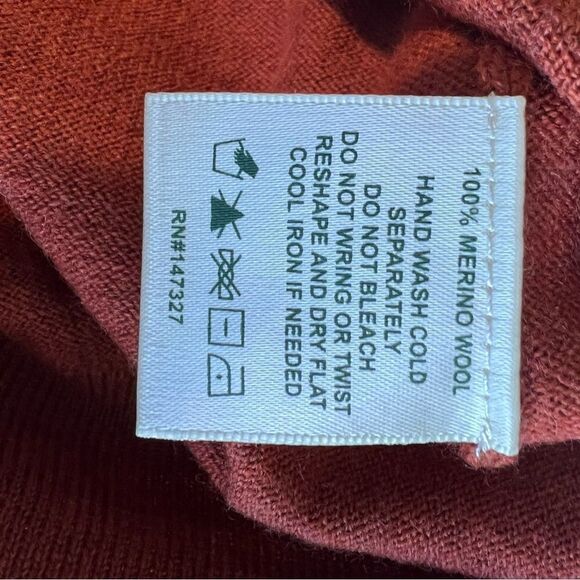 100% MERINO WOOL
HAND WASH COLD
SEPARATELY
DO NOT BLEACH
DO NOT WRING OR TWIST
RESHAPE AND DRY FLAT
COOL IRON IF NEEDED
RN#147327